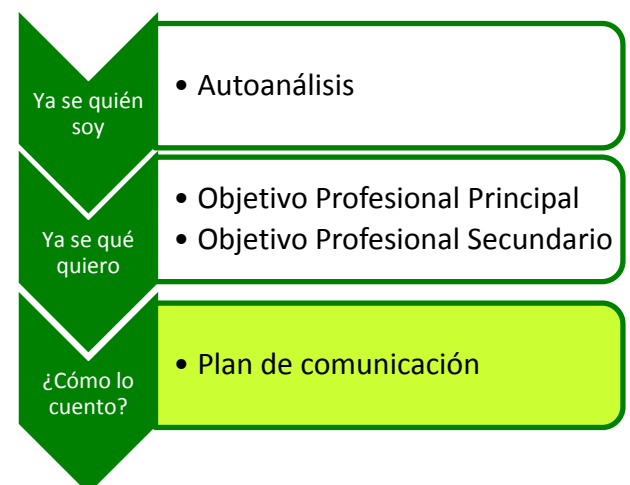 Ya se quién
soy
• Autoanálisis
Ya se qué
quiero
• Objetivo Profesional Principal
• Objetivo Profesional Secundario
¿Cómo lo
cuento?
• Plan de comunicación